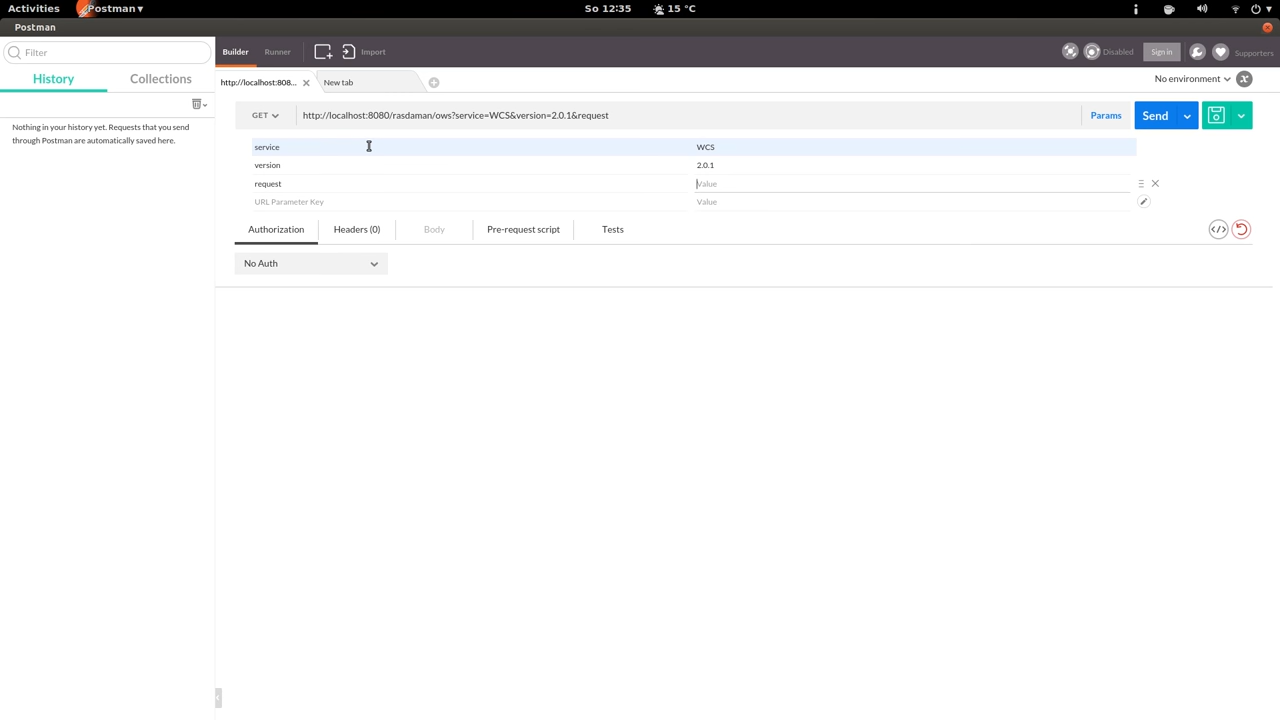 Activities Postman▾ So 12:35 15 °C
Postman
Filter Builder Runner Import Disabled Sign in Supporters
History Collections http://localhost:808... New tab No environment
GET http://localhost:8080/rasdaman/ows?service=WCS&version=2.0.1&request Params Send
Nothing in your history yet. Requests that you send
through Postman are automatically saved here.
service WCS
version 2.0.1
request Value
URL Parameter Key Value
Authorization Headers (0) Body Pre-request script Tests
No Auth